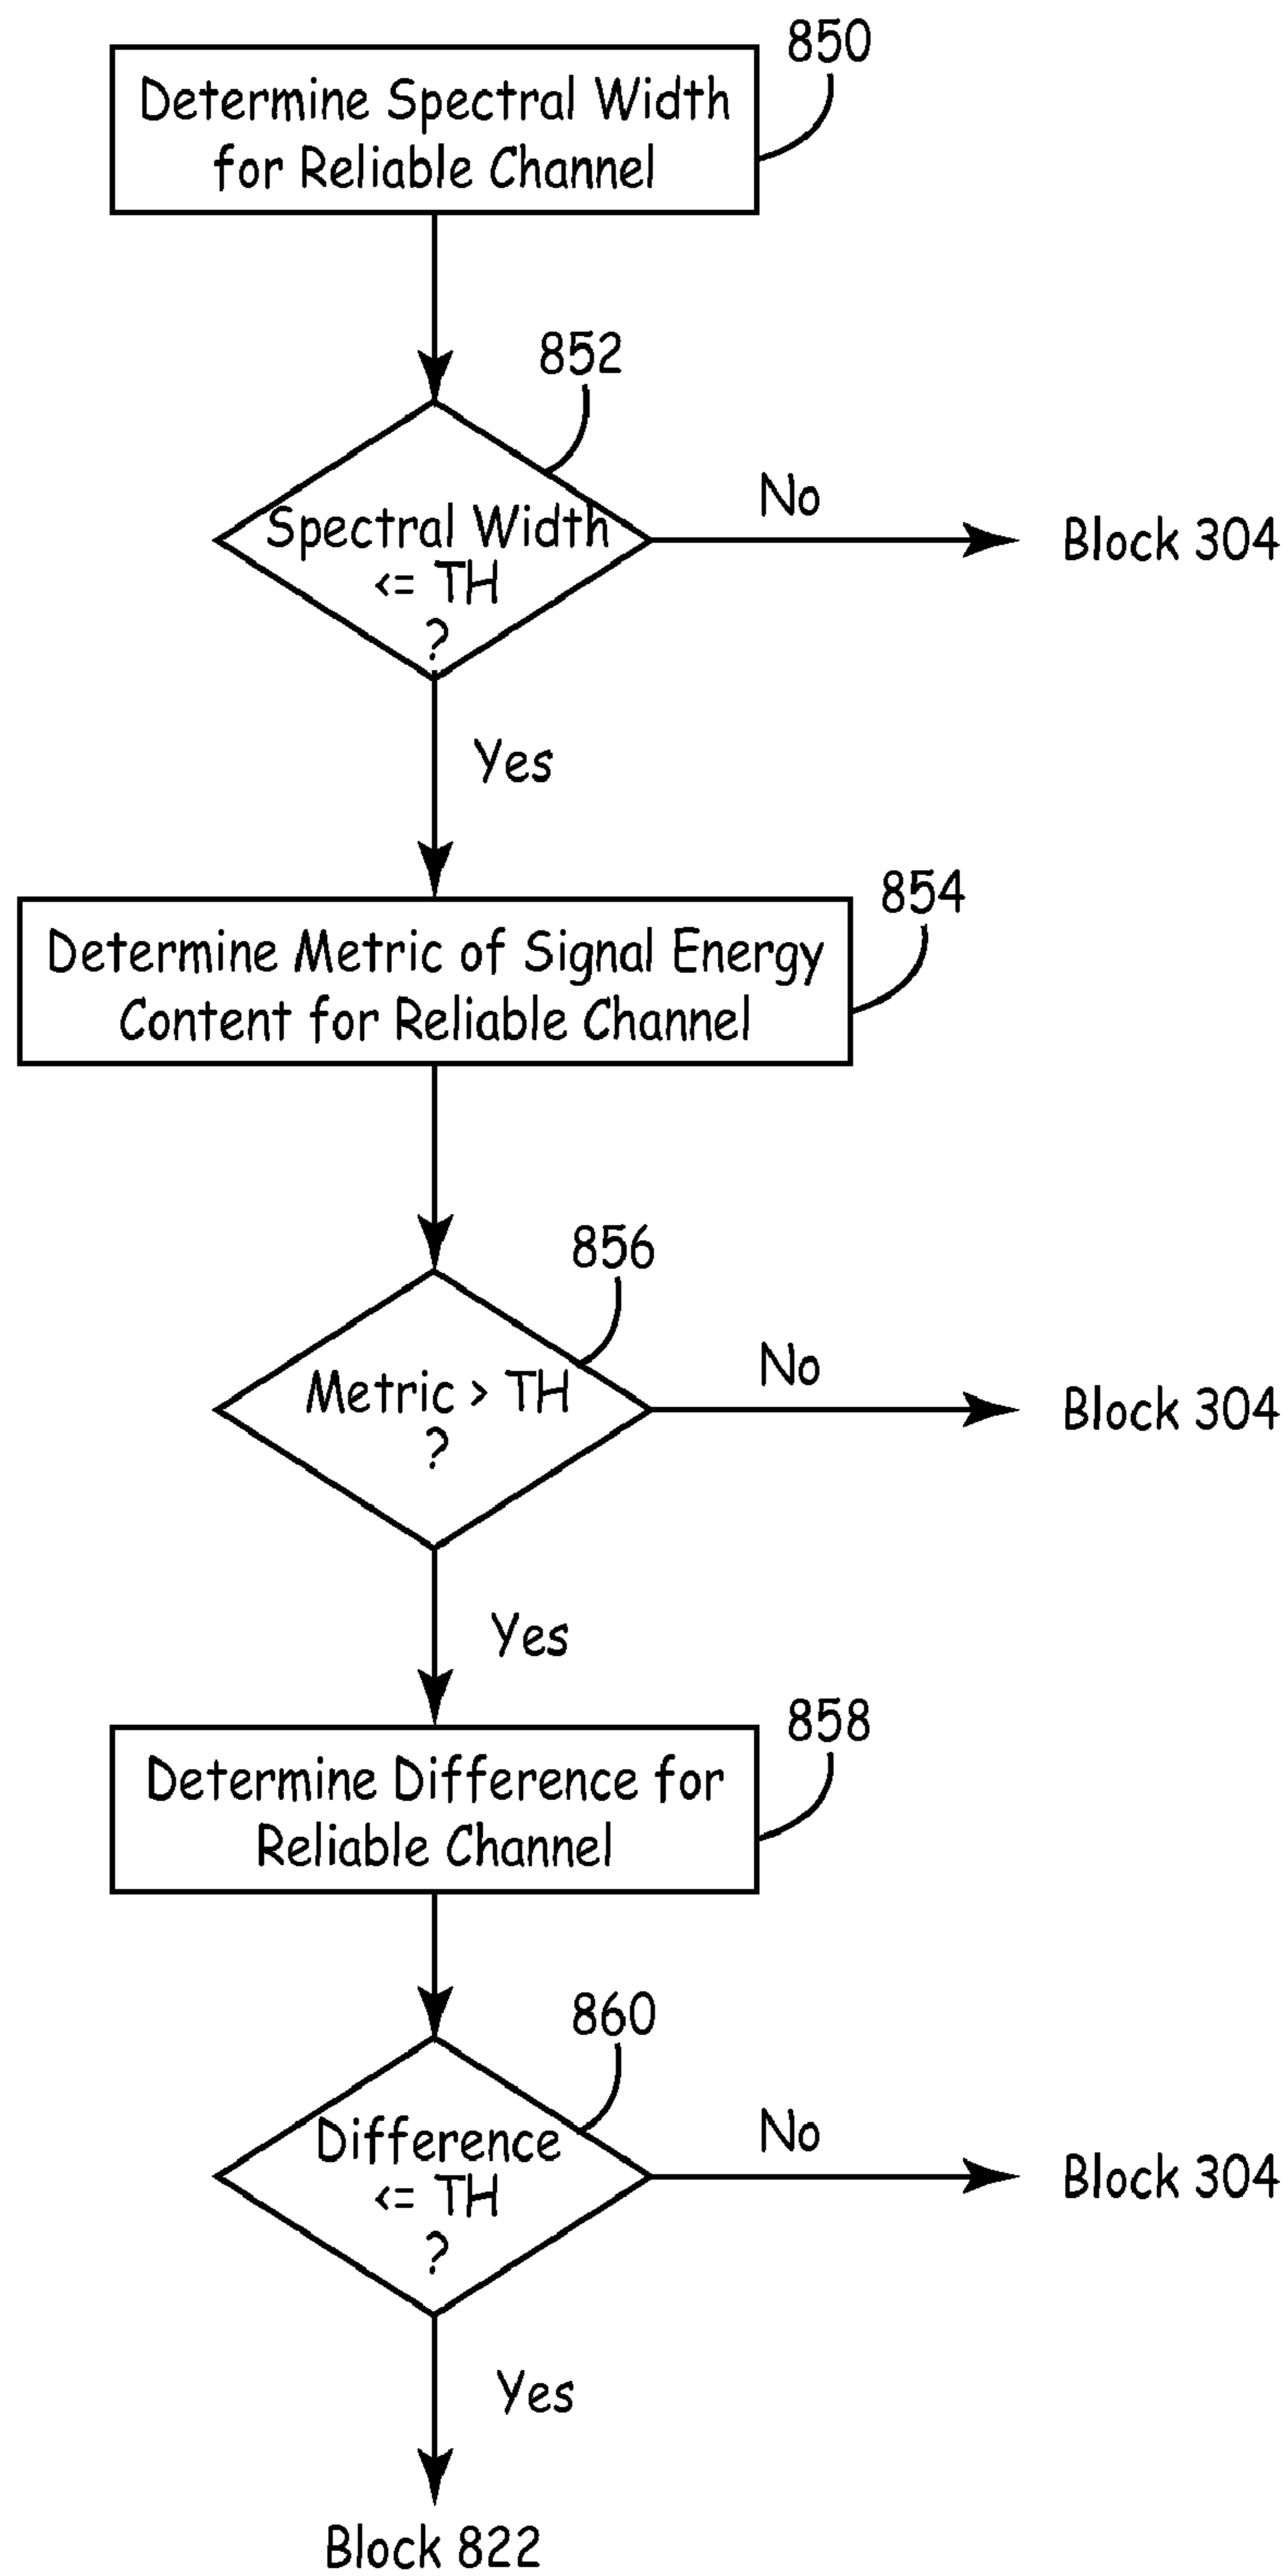 850
Determine Spectral Width
for Reliable Channel
852
Spectral Width
<= TH
?
No
Block 304
Yes
854
Determine Metric of Signal Energy
Content for Reliable Channel
856
Metric > TH
?
No
Block 304
Yes
858
Determine Difference for
Reliable Channel
860
Difference
<= TH
?
No
Block 304
Yes
Block 822